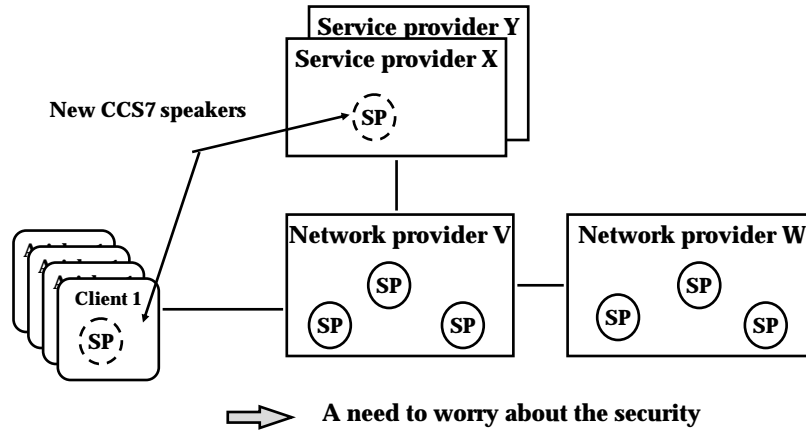 Service provider Y
Service provider X
New CCS7 speakers
SP
Network provider V
Network provider W
SP
SP
SP
SP
SP
SP
Client 1
SP
A need to worry about the security